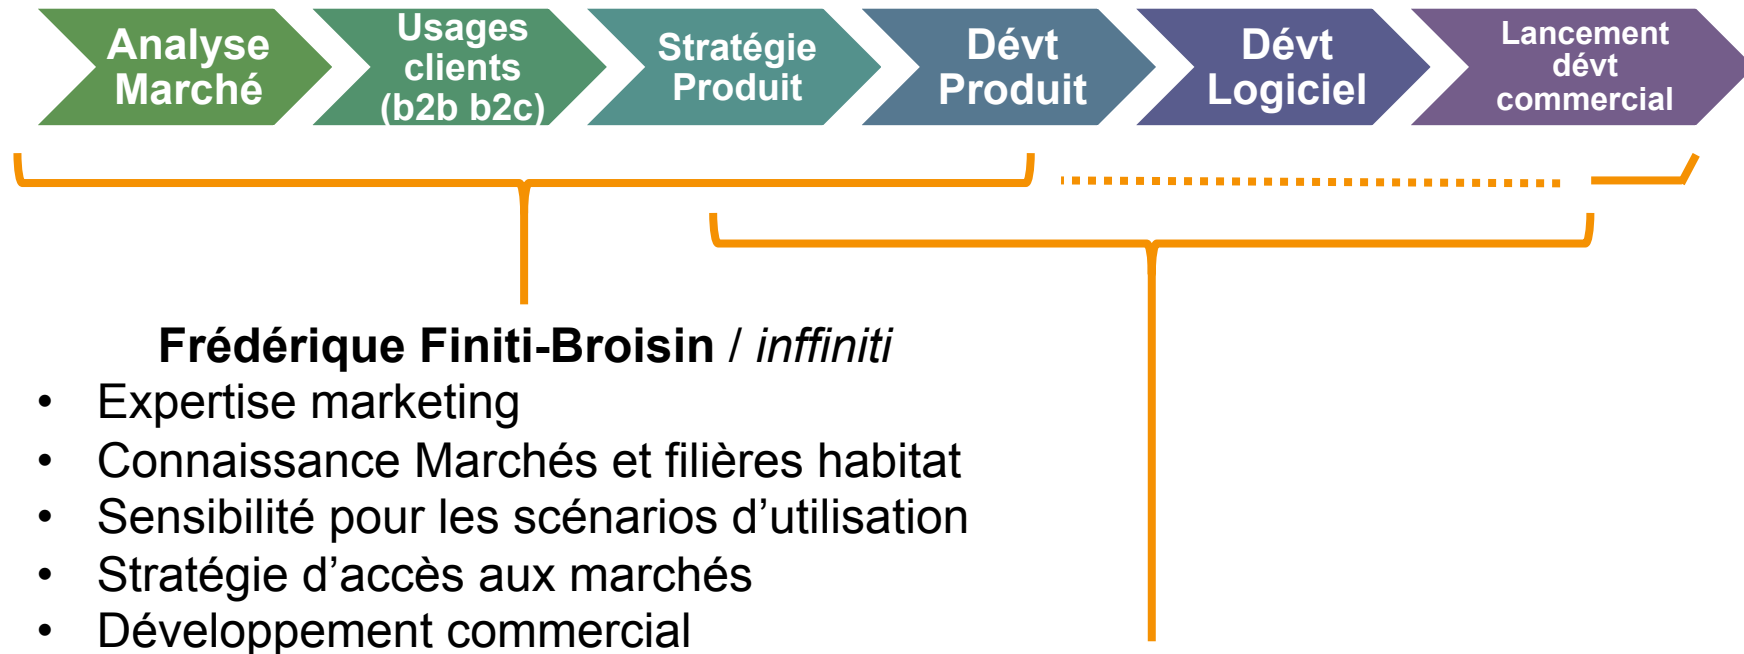 Analyse
Marché
Usages
clients
(b2b b2c)
Stratégie
Produit
Dévt
Produit
Dévt
Logiciel
Lancement
dévt
commercial
Frédérique Finiti-Broisin / inffiniti
• Expertise marketing
• Connaissance Marchés et filières habitat
• Sensibilité pour les scénarios d’utilisation
• Stratégie d’accès aux marchés
• Développement commercial